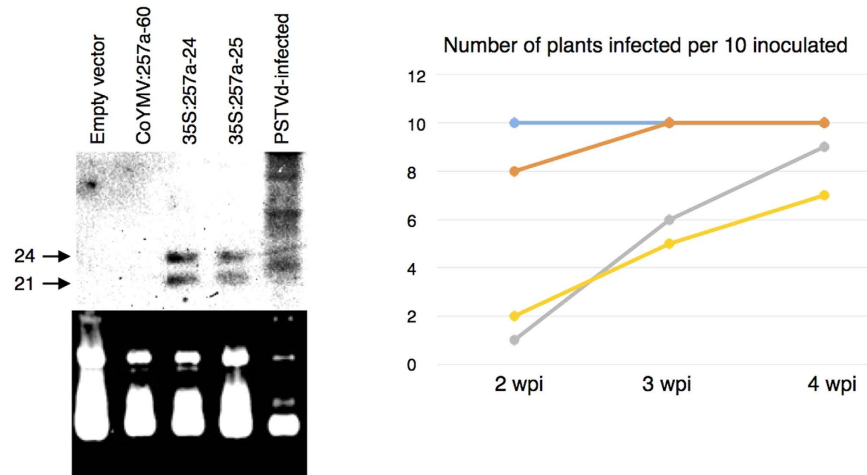 Empty vector
CoYMV:257a-60
35S:257a-24
35S:257a-25
PSTVd-infected
24
21
Number of plants infected per 10 inoculated
12
10
8
6
4
2
0
2 wpi
3 wpi
4 wpi